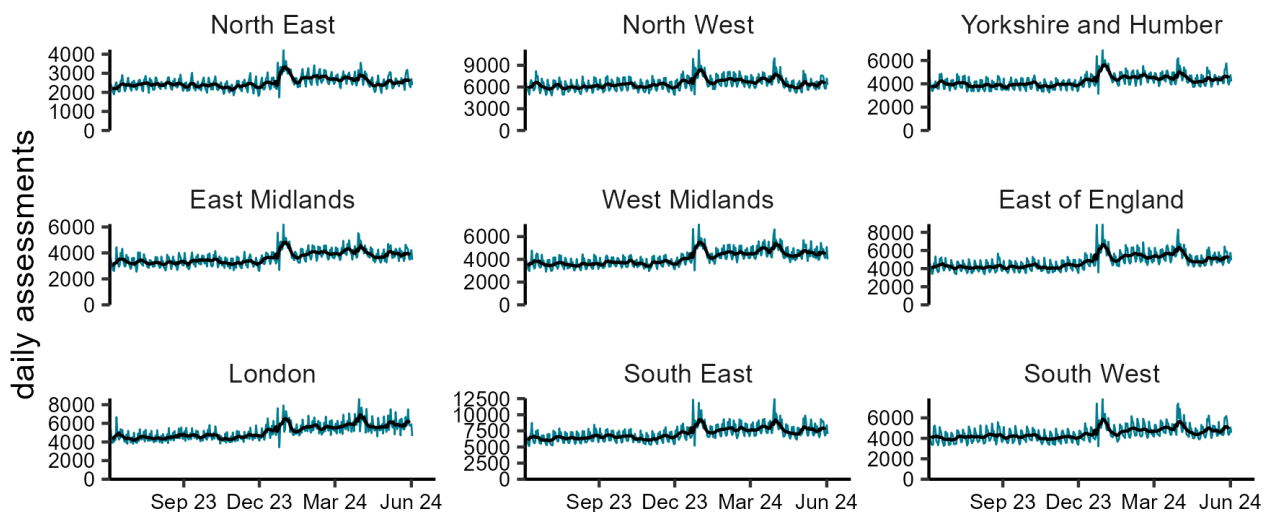 North East North West Yorkshire and Humber
4000 9000 6000
3000 6000 4000
2000 3000 2000
1000 0 0
0
daily assessments
East Midlands West Midlands East of England
6000 6000 8000
4000 4000 6000
2000 2000 4000
0 0 2000
0
London South East South West
8000 12500 6000
6000 10000 4000
4000 7500 2000
2000 5000 0
0 2500
0
Sep 23 Dec 23 Mar 24 Jun 24 Sep 23 Dec 23 Mar 24 Jun 24 Sep 23 Dec 23 Mar 24 Jun 24